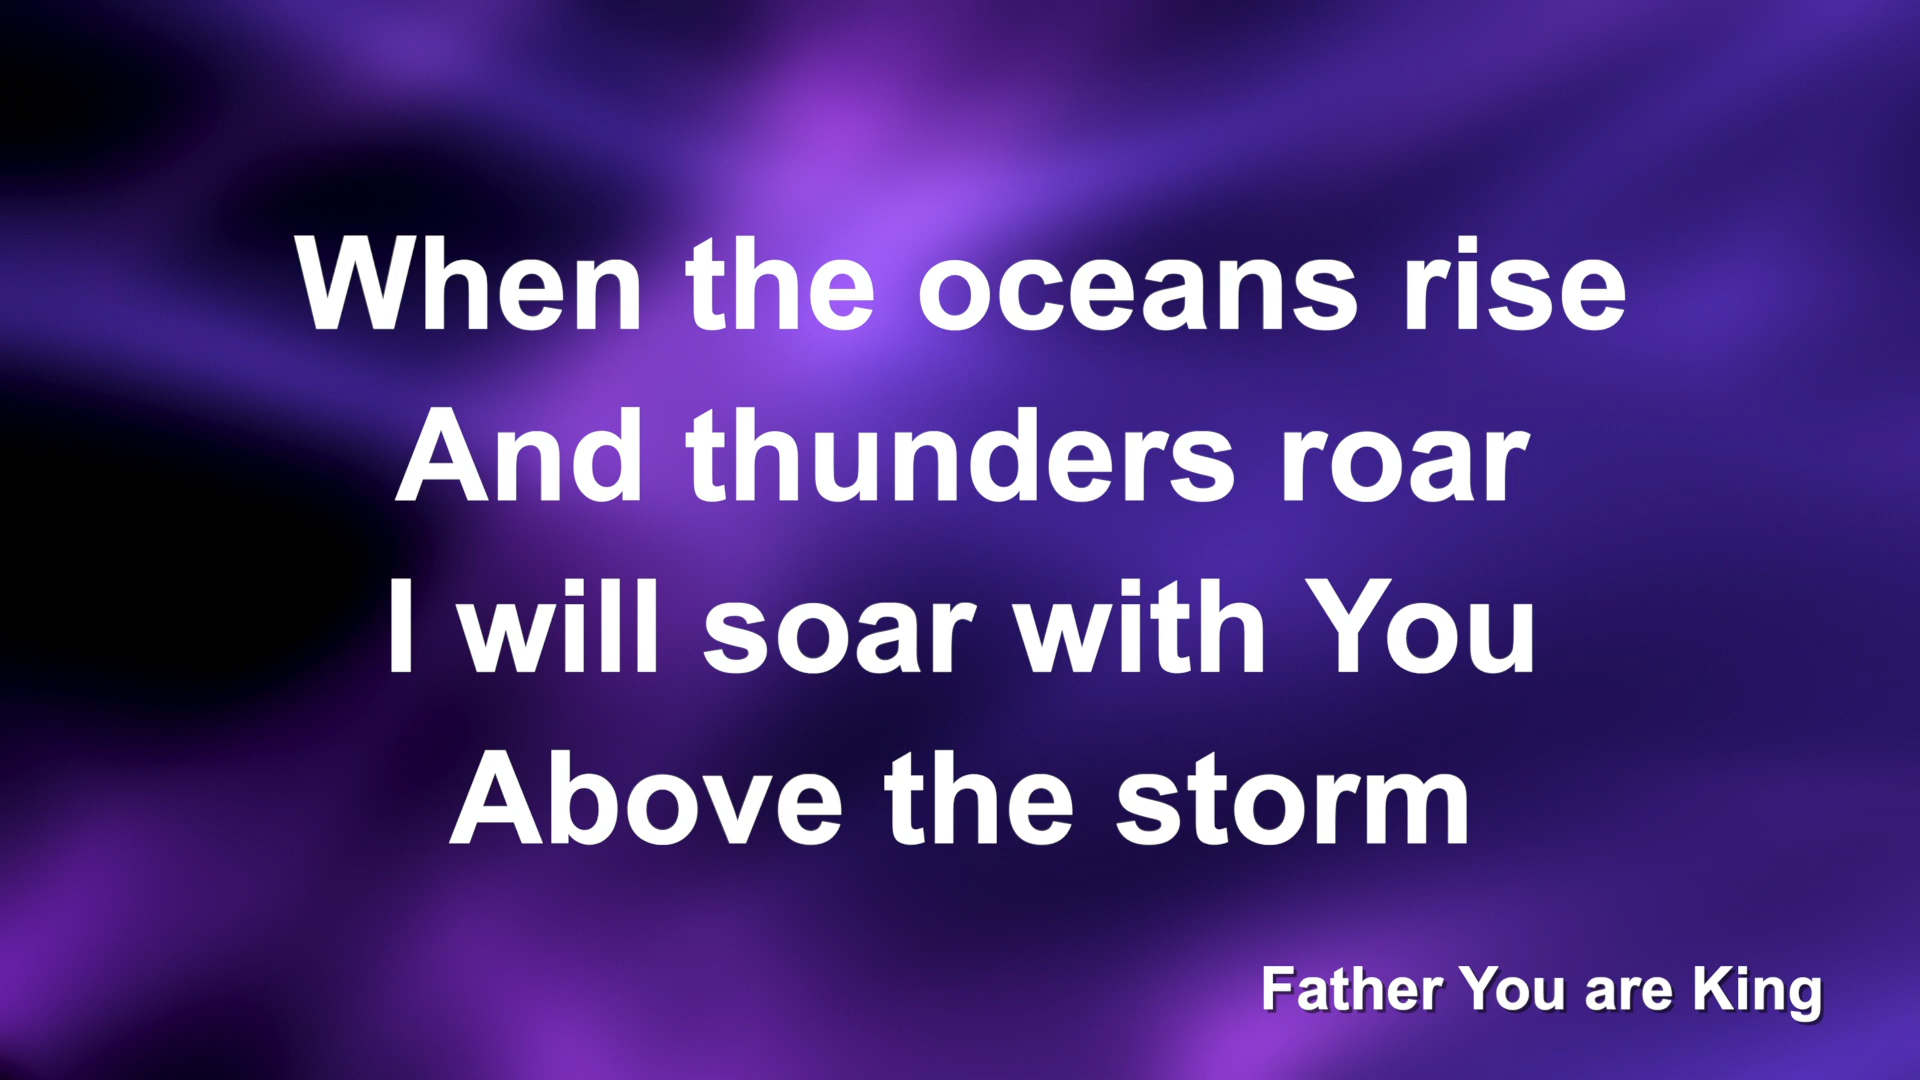 When the oceans rise
And thunders roar
I will soar with You
Above the storm
Father You are King